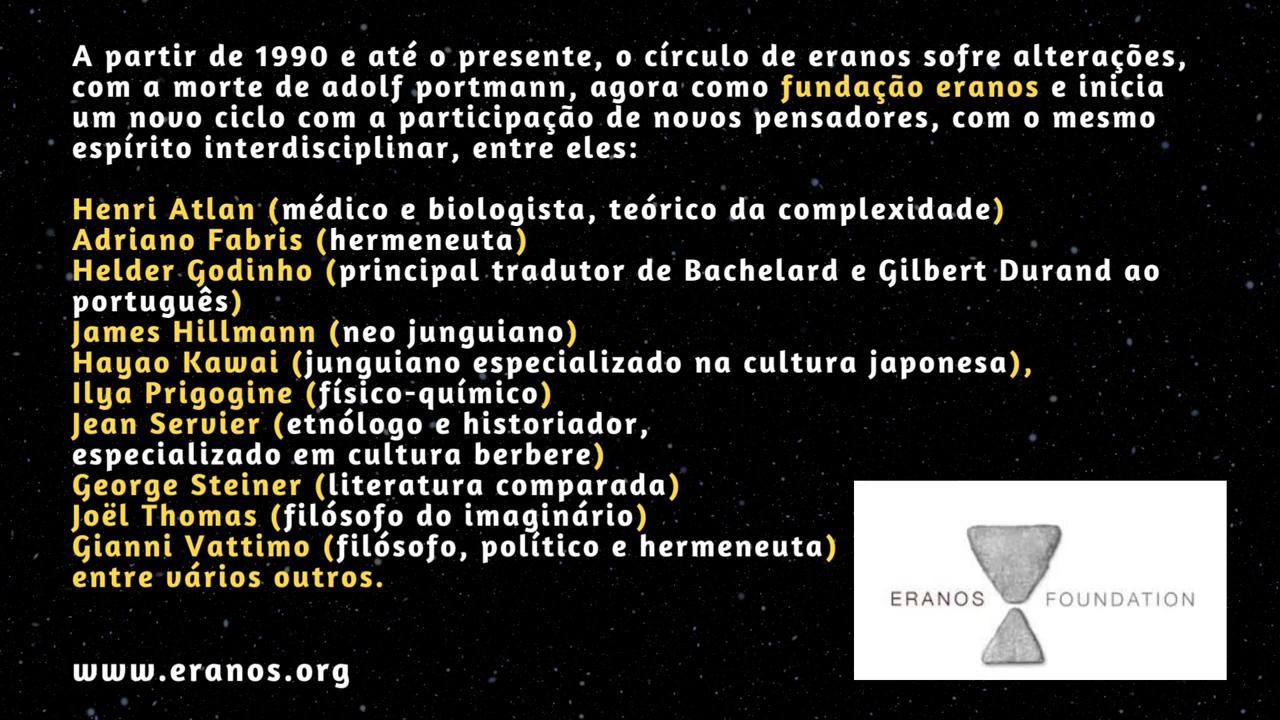 A partir de 1990 e até o presente, o círculo de eranos sofre alterações,
com a morte de adolf portmann, agora como fundação eranos e inicia
um novo ciclo com a participação de novos pensadores, com o mesmo
espírito interdisciplinar, entre eles:
Henri Atlan (médico e biologista, teórico da complexidade)
Adriano Fabris (hermeneuta)
Helder Godinho (principal tradutor de Bachelard e Gilbert Durand ao
português)
James Hillmann (neo junguiano)
Hayao Kawai (junguiano especializado na cultura japonesa),
Ilya Prigogine (físico-químico)
Jean Servier (etnólogo e historiador,
especializado em cultura berbere)
George Steiner (literatura comparada)
Joël Thomas (filósofo do imaginário)
Gianni Vattimo (filósofo, político e hermeneuta)
entre vários outros.
www.eranos.org
ERANOS FOUNDATION